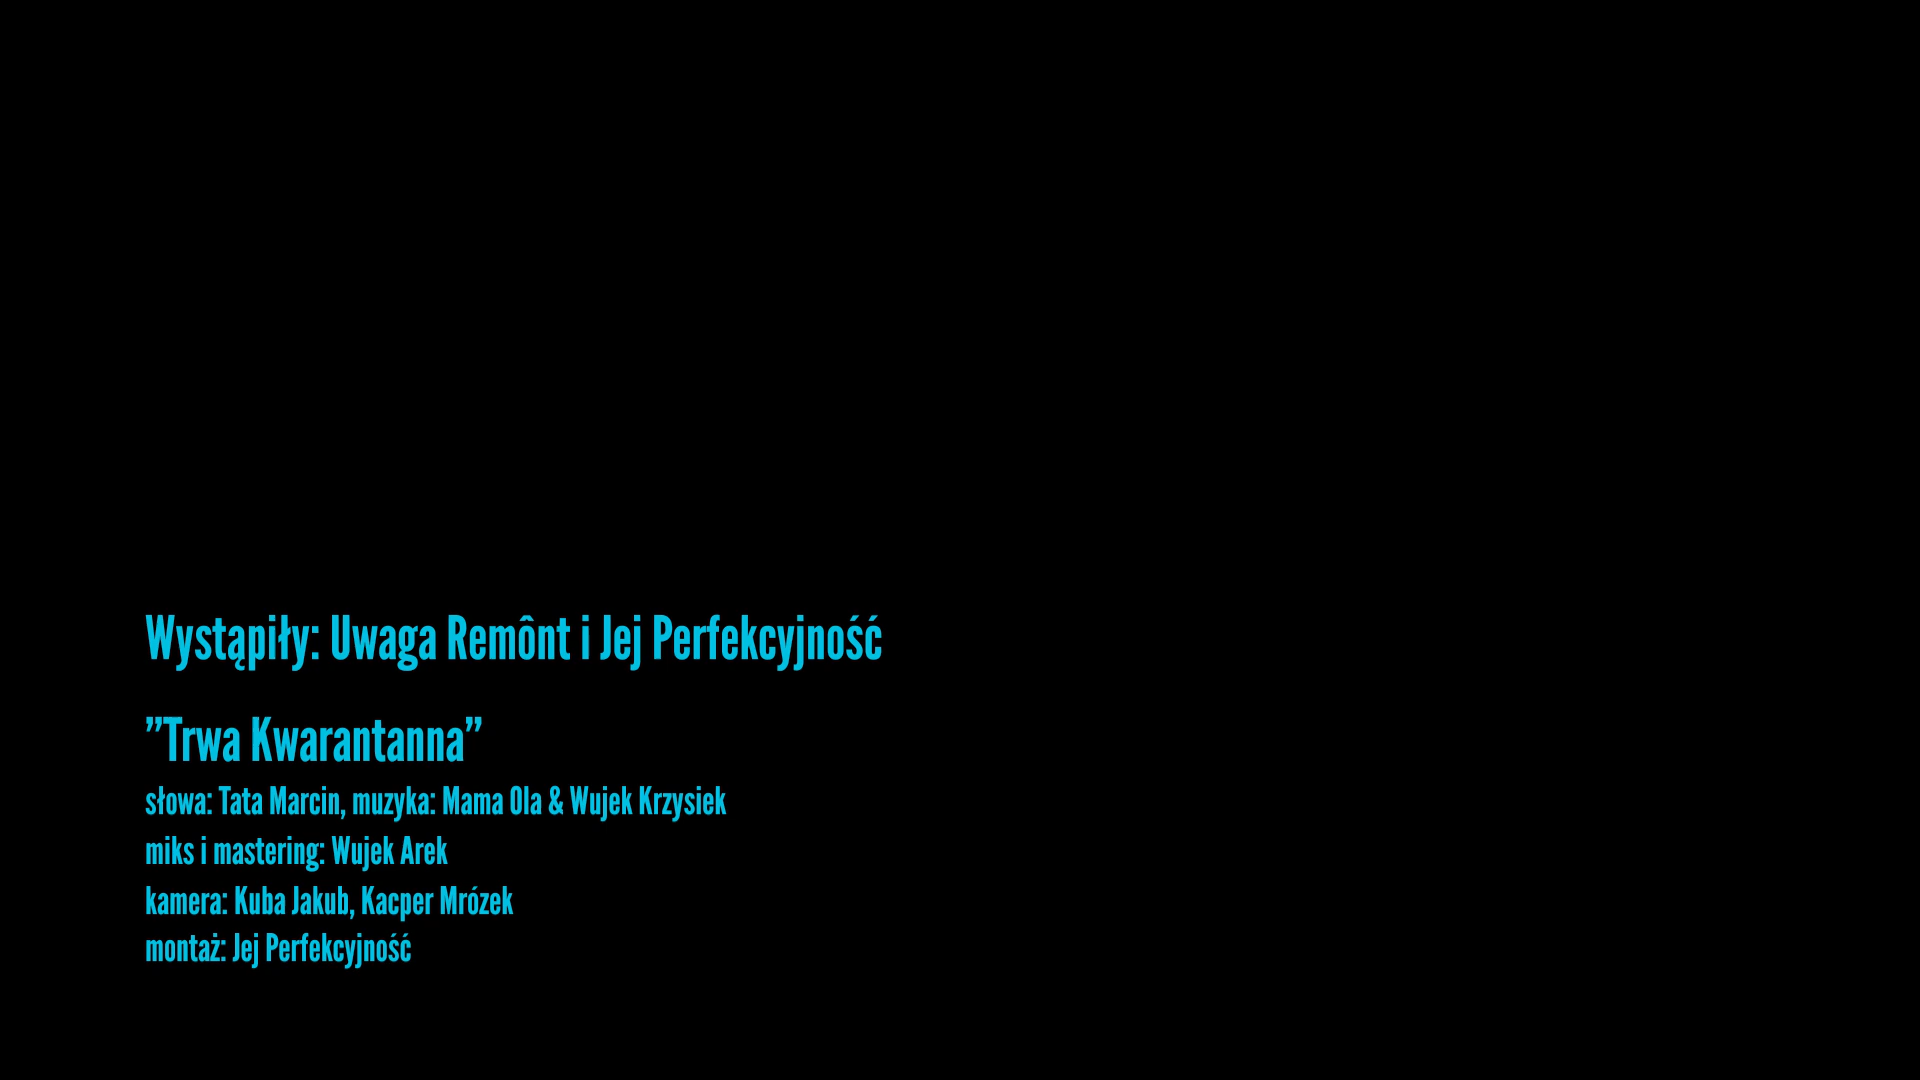 Wystąpiły: Uwaga Remônt i Jej Perfekcyjność
”Trwa Kwarantanna”
słowa: Tata Marcin, muzyka: Mama Ola & Wujek Krzysiek
miks i mastering: Wujek Arek
kamera: Kuba Jakub, Kacper Mrózek
montaż: Jej Perfekcyjność